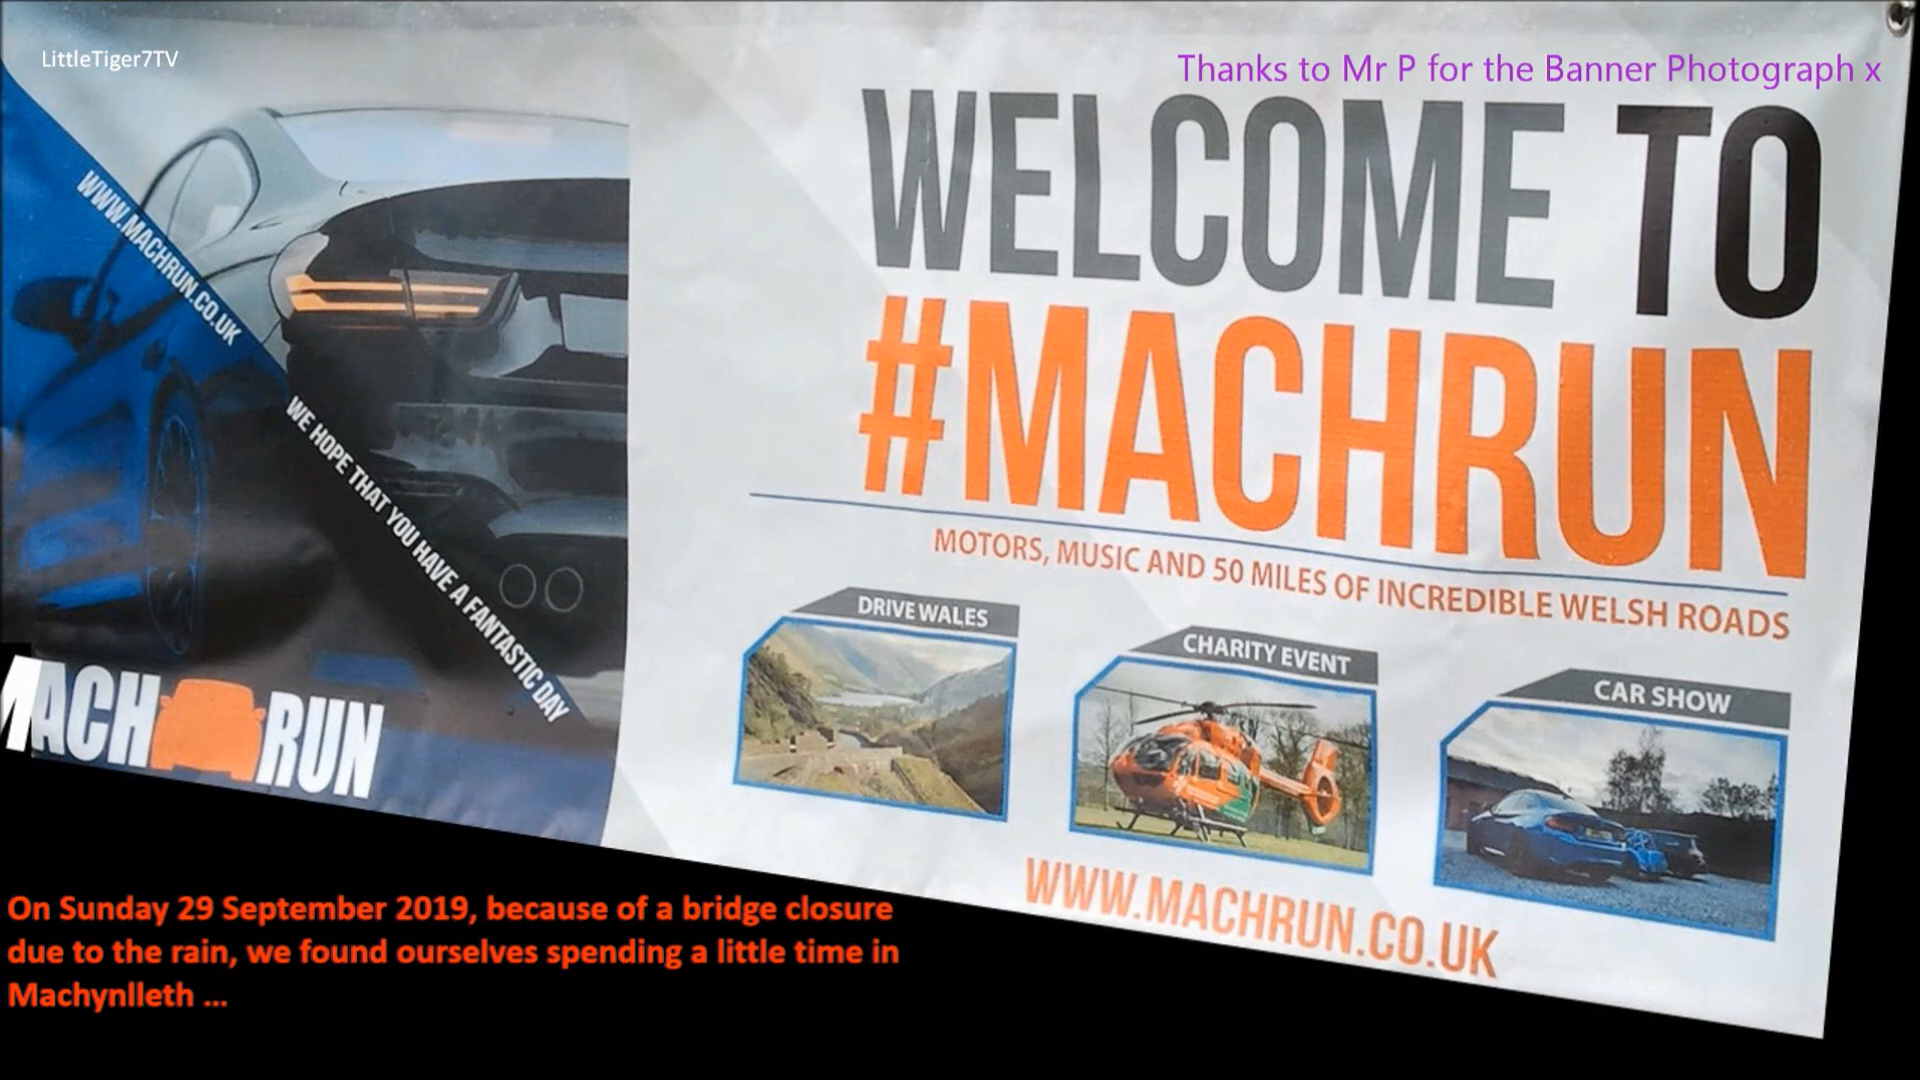 LittleTiger7TV
Thanks to Mr P for the Banner Photograph x
WELCOME TO
#MACHRUN
MOTORS, MUSIC AND 50 MILES OF INCREDIBLE WELSH ROADS
DRIVE WALES
CHARITY EVENT
CAR SHOW
WWW.MACHRUN.CO.UK
WWW.MACHRUN.CO.UK
WE HOPE THAT YOU HAVE A FANTASTIC DAY
MACH RUN
On Sunday 29 September 2019, because of a bridge closure
due to the rain, we found ourselves spending a little time in
Machynlleth ...